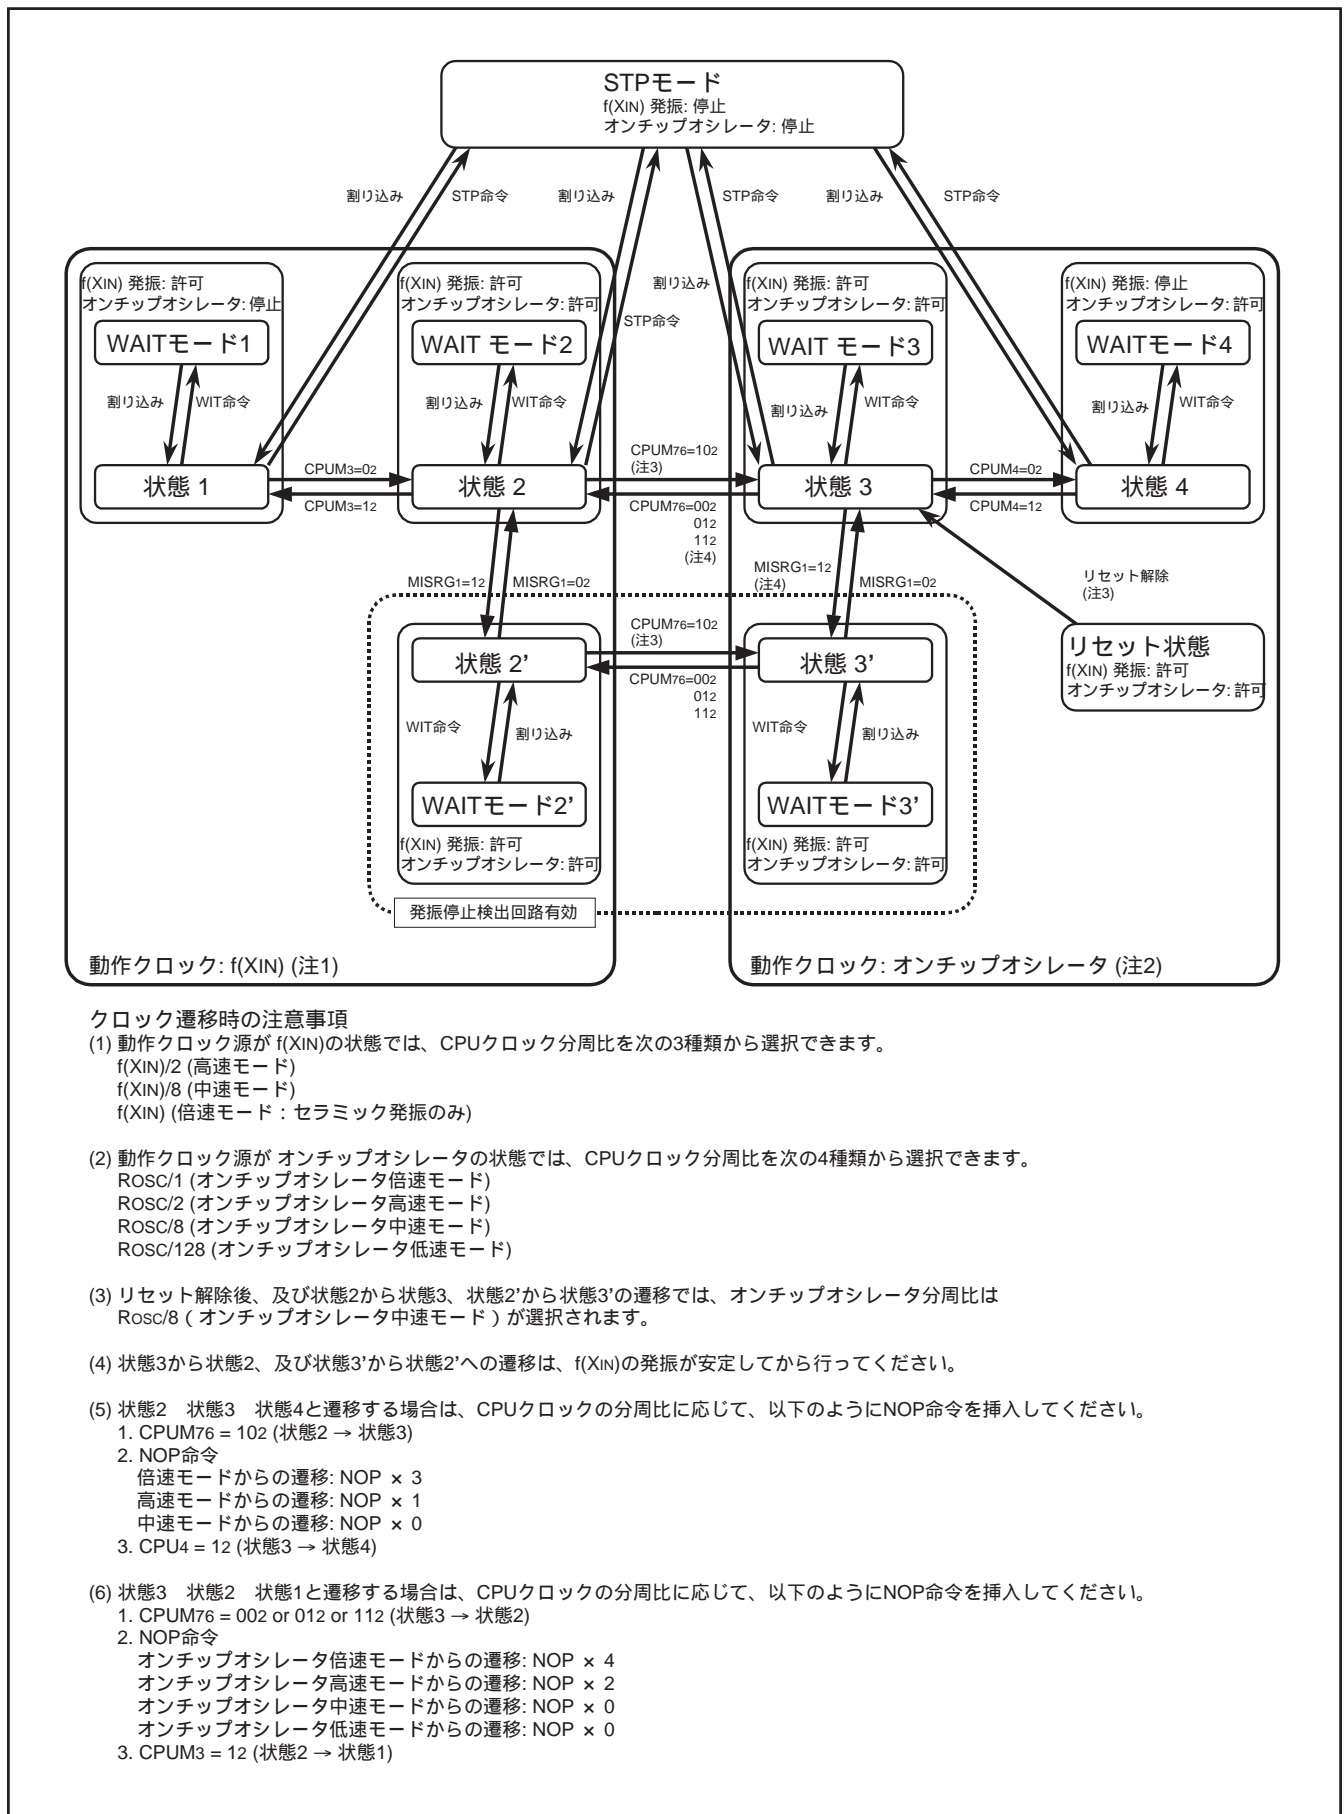 STPモード
f(XIN) 発振: 停止
オンチップオシレータ: 停止
割り込み
STP命令
割り込み
STP命令
割り込み
STP命令
f(XIN) 発振: 許可
オンチップオシレータ: 停止
WAITモード1
割り込み
WIT命令
状態 1
f(XIN) 発振: 許可
オンチップオシレータ: 許可
WAIT モード2
割り込み
WIT命令
状態 2
割り込み
STP命令
f(XIN) 発振: 許可
オンチップオシレータ: 許可
WAIT モード3
割り込み
WIT命令
状態 3
f(XIN) 発振: 停止
オンチップオシレータ: 許可
WAITモード4
割り込み
WIT命令
状態 4
CPUM3=02
CPUM3=12
CPUM76=102
(注3)
CPUM76=002
012
112
(注4)
CPUM4=02
CPUM4=12
MISRG1=12
MISRG1=02
MISRG1=12
(注4)
MISRG1=02
リセット解除
(注3)
リセット状態
f(XIN) 発振: 許可
オンチップオシレータ: 許可
状態 2’
CPUM76=102
(注3)
CPUM76=002
012
112
状態 3’
WIT命令
割り込み
WIT命令
割り込み
WAITモード2’
f(XIN) 発振: 許可
オンチップオシレータ: 許可
WAITモード3’
f(XIN) 発振: 許可
オンチップオシレータ: 許可
発振停止検出回路有効
動作クロック: f(XIN) (注1)
動作クロック: オンチップオシレータ (注2)
クロック遷移時の注意事項
(1) 動作クロック源が f(XIN)の状態では、CPUクロック分周比を次の3種類から選択できます。
f(XIN)/2 (高速モード)
f(XIN)/8 (中速モード)
f(XIN) (倍速モード：セラミック発振のみ)
(2) 動作クロック源が オンチップオシレータの状態では、CPUクロック分周比を次の4種類から選択できます。
ROSC/1 (オンチップオシレータ倍速モード)
ROSC/2 (オンチップオシレータ高速モード)
ROSC/8 (オンチップオシレータ中速モード)
ROSC/128 (オンチップオシレータ低速モード)
(3) リセット解除後、及び状態2から状態3、状態2’から状態3’の遷移では、オンチップオシレータ分周比は
ROSC/8（オンチップオシレータ中速モード）が選択されます。
(4) 状態3から状態2、及び状態3’から状態2’への遷移は、f(XIN)の発振が安定してから行ってください。
(5) 状態2　状態3　状態4と遷移する場合は、CPUクロックの分周比に応じて、以下のようにNOP命令を挿入してください。
1. CPUM76 = 102 (状態2 → 状態3)
2. NOP命令
倍速モードからの遷移: NOP × 3
高速モードからの遷移: NOP × 1
中速モードからの遷移: NOP × 0
3. CPU4 = 12 (状態3 → 状態4)
(6) 状態3　状態2　状態1と遷移する場合は、CPUクロックの分周比に応じて、以下のようにNOP命令を挿入してください。
1. CPUM76 = 002 or 012 or 112 (状態3 → 状態2)
2. NOP命令
オンチップオシレータ倍速モードからの遷移: NOP × 4
オンチップオシレータ高速モードからの遷移: NOP × 2
オンチップオシレータ中速モードからの遷移: NOP × 0
オンチップオシレータ低速モードからの遷移: NOP × 0
3. CPUM3 = 12 (状態2 → 状態1)